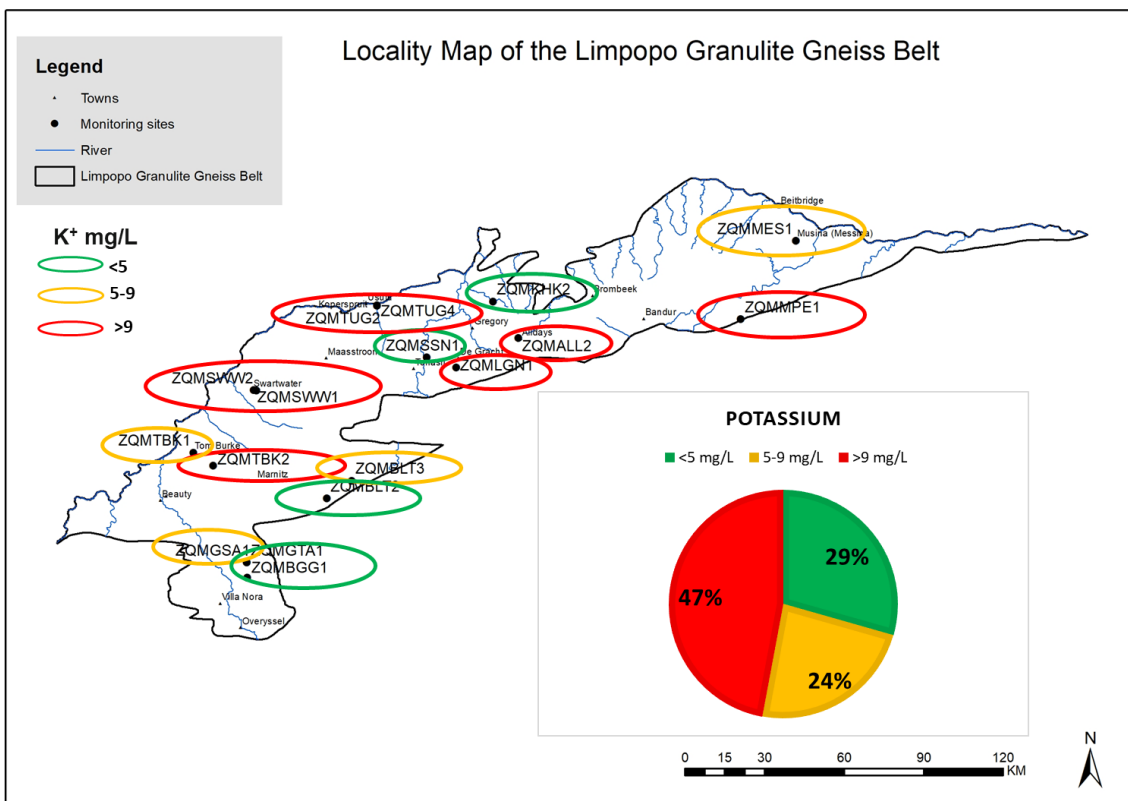 Locality Map of the Limpopo Granulite Gneiss Belt
Legend
Towns
Monitoring sites
River
Limpopo Granulite Gneiss Belt
K⁺ mg/L
<5
5-9
>9
Beitbridge
ZQMMES1
Musina (Messina)
ZQMKHK2
Brombeek
Koperspruit Usutu
ZQMTUG4
ZQMTUG2
Gregory
Bandur
ZQMMPE1
Alldays
ZQMALL2
ZQMSSN1
De Gracht
Maasstroom
ZQMLGN1
ZQMSWW2
Swartwater
ZQMSWW1
ZQMTBK1
Tom Burke
ZQMTBK2
Marnitz
ZQMBLT3
ZQMBLT2
Beauty
ZQMGSA1
ZQMGTA1
ZQMBGG1
Villa Nora
Overyssel
POTASSIUM
<5 mg/L 5-9 mg/L >9 mg/L
29%
47%
24%
N
0 15 30 60 90 120
KM